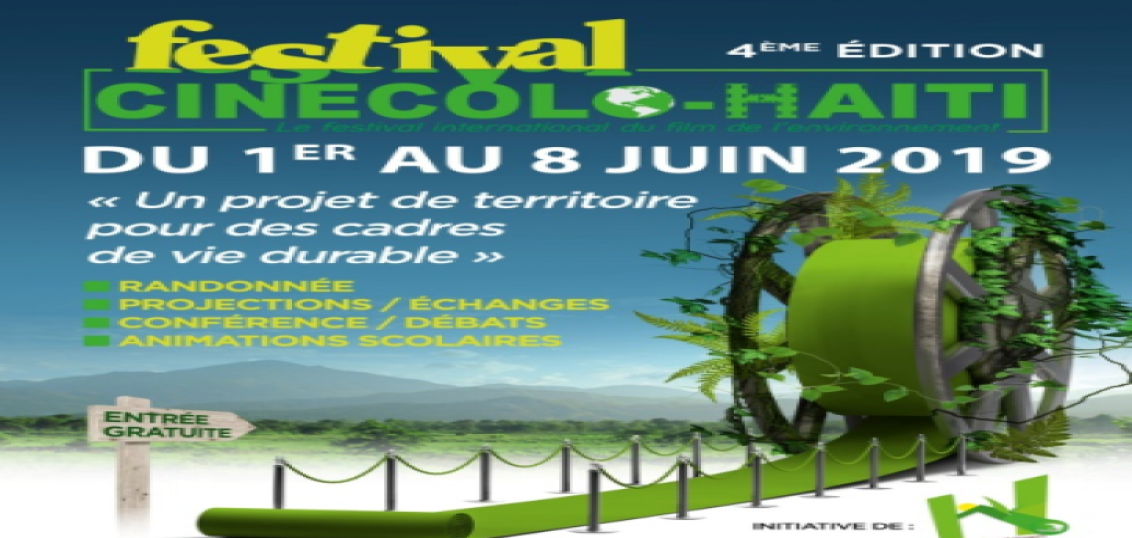 festival
4ÈME ÉDITION
CINECOLO-HAITI
Le festival international du film de l'environnement
DU 1ER AU 8 JUIN 2019
« Un projet de territoire
pour des cadres
de vie durable »
RANDONNÉE
PROJECTIONS / ÉCHANGES
CONFÉRENCE / DÉBATS
ANIMATIONS SCOLAIRES
ENTRÉE
GRATUITE
INITIATIVE DE :